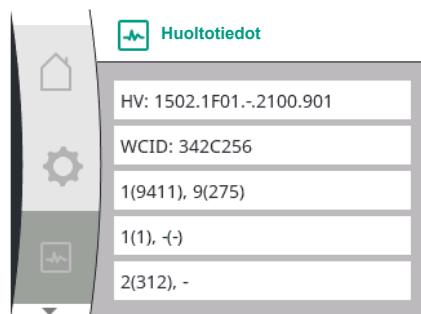 Huoltotiedot
HV: 1502.1F01.-.2100.901
WCID: 342C256
1(9411), 9(275)
1(1), -(-)
2(312), -